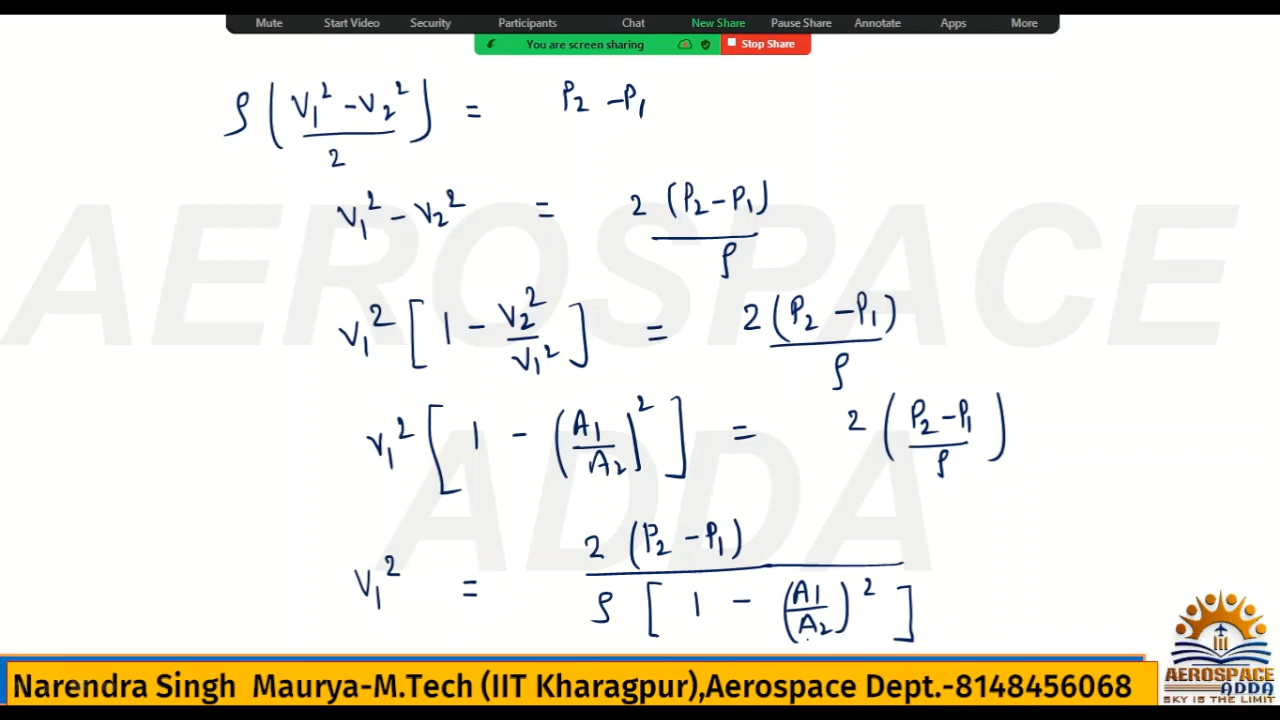 Mute Start Video Security Participants Chat New Share Pause Share Annotate Apps More
You are screen sharing Stop Share
ρ ( (V₁² - V₂²) / 2 ) = P₂ - P₁
V₁² - V₂² = 2 (P₂ - P₁) / ρ
V₁² [ 1 - V₂² / V₁² ] = 2 (P₂ - P₁) / ρ
V₁² [ 1 - (A₁ / A₂)² ] = 2 ( (P₂ - P₁) / ρ )
V₁² = 2 (P₂ - P₁) / ρ [ 1 - (A₁ / A₂)² ]
AEROSPACE
ADDA
Narendra Singh Maurya-M.Tech (IIT Kharagpur),Aerospace Dept.-8148456068
AEROSPACE
ADDA
SKY IS THE LIMIT